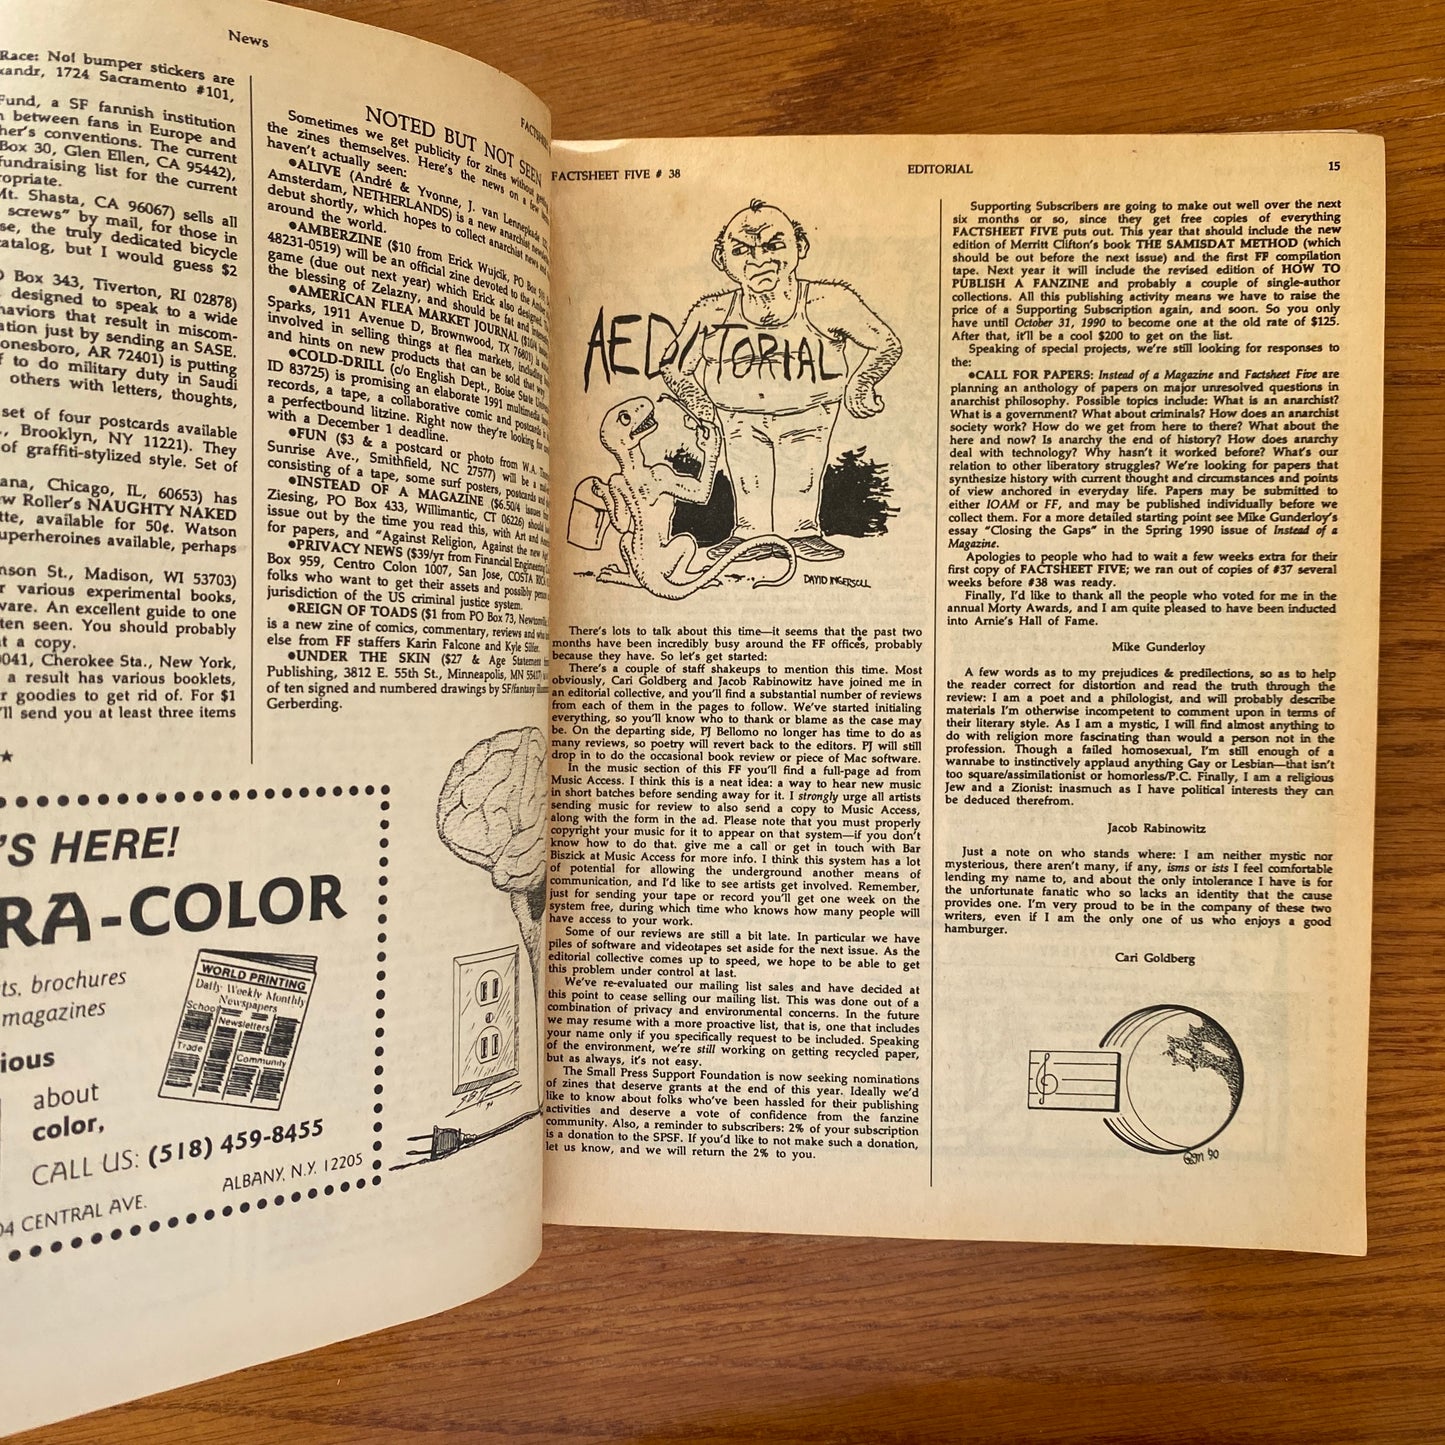 News
Race: Not bumper stickers are
xandr, 1724 Sacramento #101,
Fund, a SF fannish institution
between fans in Europe and
her's conventions. The current
Box 30, Glen Ellen, CA 95442),
fundraising list for the current
ropriate.
Mt. Shasta, CA 96067) sells all
screws" by mail, for those in
se, the truly dedicated bicycle
catalog, but I would guess $2
O Box 343, Tiverton, RI 02878)
designed to speak to a wide
haviors that result in miscom-
ation just by sending an SASE.
onesboro, AR 72401) is putting
f to do military duty in Saudi
others with letters, thoughts,
set of four postcards available
., Brooklyn, NY 11221). They
of graffiti-stylized style. Set of
ana, Chicago, IL, 60653) has
ew Roller's NAUGHTY NAKED
tte, available for 50¢. Watson
uperheroines available, perhaps
nson St., Madison, WI 53703)
r various experimental books,
ware. An excellent guide to one
ten seen. You should probably
at a copy.
0041, Cherokee Sta., New York,
a result has various booklets,
r goodies to get rid of. For $1
'll send you at least three items
FACTSHEET
NOTED BUT NOT SEEN
Sometimes we get publicity for zines without getting
the zines themselves. Here's the news on a few
haven't actually seen:
●ALIVE (André & Yvonne, J. van
Amsterdam, NETHERLANDS) is a new anarchist
debut shortly, which hopes to collect anarchist news
around the world.
●AMBERZINE ($10 from Erick Wujcik, PO Box
48231-0519) will be an official zine devoted to the Amber
game (due out next year) which Erick also designed.
the blessing of Zelazny, and should be fat and
●AMERICAN FLEA MARKET JOURNAL
Sparks, 1911 Avenue D, Brownwood, TX 76801) is
involved in selling things at flea markets, including
and hints on new products that can be sold that way.
●COLD-DRILL (c/o English Dept., Boise State
ID 83725) is promising an elaborate 1991 multimedia
records, a tape, a collaborative comic and postcards
a perfectbound litzine. Right now they're looking for
with a December 1 deadline.
●FUN ($3 & a postcard or photo from W.A.
Sunrise Ave., Smithfield, NC 27577) will be a
consisting of a tape, some surf posters, postcards and
●INSTEAD OF A MAGAZINE ($6.50/4 issues
Ziesing, PO Box 433, Willimantic, CT 06226) should
issue out by the time you read this, with Art and
for papers, and "Against Religion, Against the new
●PRIVACY NEWS ($39/yr from Financial Engineering
Box 959, Centro Colon 1007, San Jose, COSTA RICA)
folks who want to get their assets and possibly
jurisdiction of the US criminal justice system.
●REIGN OF TOADS ($1 from PO Box 73, Newtonville,
is a new zine of comics, commentary, reviews and
else from FF staffers Karin Falcone and Kyle Silfer.
●UNDER THE SKIN ($27 & Age Statement from
Publishing, 3812 E. 55th St., Minneapolis, MN 55417)
of ten signed and numbered drawings by SF/fantasy
Gerberding.
'S HERE!
RA-COLOR
ts, brochures
magazines
ious
about
color,
WORLD PRINTING
Daily Weekly Monthly
Newspapers
School
Newsletters
Trade
Community
CALL US: (518) 459-8455
04 CENTRAL AVE.
ALBANY, N.Y. 12205
FACTSHEET FIVE # 38
EDITORIAL
15
AEDITORIAL
DAVID INGERSOLL
There's lots to talk about this time—it seems that the past two
months have been incredibly busy around the FF offices, probably
because they have. So let's get started:
There's a couple of staff shakeups to mention this time. Most
obviously, Cari Goldberg and Jacob Rabinowitz have joined me in
an editorial collective, and you'll find a substantial number of reviews
from each of them in the pages to follow. We've started initialing
everything, so you'll know who to thank or blame as the case may
be. On the departing side, PJ Bellomo no longer has time to do as
many reviews, so poetry will revert back to the editors. PJ will still
drop in to do the occasional book review or piece of Mac software.
In the music section of this FF you'll find a full-page ad from
Music Access. I think this is a neat idea: a way to hear new music
in short batches before sending away for it. I strongly urge all artists
sending music for review to also send a copy to Music Access,
along with the form in the ad. Please note that you must properly
copyright your music for it to appear on that system—if you don't
know how to do that. give me a call or get in touch with Bar
Biszick at Music Access for more info. I think this system has a lot
of potential for allowing the underground another means of
communication, and I'd like to see artists get involved. Remember,
just for sending your tape or record you'll get one week on the
system free, during which time who knows how many people will
have access to your work.
Some of our reviews are still a bit late. In particular we have
piles of software and videotapes set aside for the next issue. As the
editorial collective comes up to speed, we hope to be able to get
this problem under control at last.
We've re-evaluated our mailing list sales and have decided at
this point to cease selling our mailing list. This was done out of a
combination of privacy and environmental concerns. In the future
we may resume with a more proactive list, that is, one that includes
your name only if you specifically request to be included. Speaking
of the environment, we're still working on getting recycled paper,
but as always, it's not easy.
The Small Press Support Foundation is now seeking nominations
of zines that deserve grants at the end of this year. Ideally we'd
like to know about folks who've been hassled for their publishing
activities and deserve a vote of confidence from the fanzine
community. Also, a reminder to subscribers: 2% of your subscription
is a donation to the SPSF. If you'd like to not make such a donation,
let us know, and we will return the 2% to you.
Supporting Subscribers are going to make out well over the next
six months or so, since they get free copies of everything
FACTSHEET FIVE puts out. This year that should include the new
edition of Merritt Clifton's book THE SAMISDAT METHOD (which
should be out before the next issue) and the first FF compilation
tape. Next year it will include the revised edition of HOW TO
PUBLISH A FANZINE and probably a couple of single-author
collections. All this publishing activity means we have to raise the
price of a Supporting Subscription again, and soon. So you only
have until October 31, 1990 to become one at the old rate of $125.
After that, it'll be a cool $200 to get on the list.
Speaking of special projects, we're still looking for responses to
the:
●CALL FOR PAPERS: Instead of a Magazine and Factsheet Five are
planning an anthology of papers on major unresolved questions in
anarchist philosophy. Possible topics include: What is an anarchist?
What is a government? What about criminals? How does an anarchist
society work? How do we get from here to there? What about the
here and now? Is anarchy the end of history? How does anarchy
deal with technology? Why hasn't it worked before? What's our
relation to other liberatory struggles? We're looking for papers that
synthesize history with current thought and circumstances and points
of view anchored in everyday life. Papers may be submitted to
either IOAM or FF, and may be published individually before we
collect them. For a more detailed starting point see Mike Gunderloy's
essay "Closing the Gaps" in the Spring 1990 issue of Instead of a
Magazine.
Apologies to people who had to wait a few weeks extra for their
first copy of FACTSHEET FIVE; we ran out of copies of #37 several
weeks before #38 was ready.
Finally, I'd like to thank all the people who voted for me in the
annual Morty Awards, and I am quite pleased to have been inducted
into Arnie's Hall of Fame.
Mike Gunderloy
A few words as to my prejudices & predilections, so as to help
the reader correct for distortion and read the truth through the
review: I am a poet and a philologist, and will probably describe
materials I'm otherwise incompetent to comment upon in terms of
their literary style. As I am a mystic, I will find almost anything to
do with religion more fascinating than would a person not in the
profession. Though a failed homosexual, I'm still enough of a
wannabe to instinctively applaud anything Gay or Lesbian—that isn't
too square/assimilationist or homorless/P.C. Finally, I am a religious
Jew and a Zionist: inasmuch as I have political interests they can
be deduced therefrom.
Jacob Rabinowitz
Just a note on who stands where: I am neither mystic nor
mysterious, there aren't many, if any, isms or ists I feel comfortable
lending my name to, and about the only intolerance I have is for
the unfortunate fanatic who so lacks an identity that the cause
provides one. I'm very proud to be in the company of these two
writers, even if I am the only one of us who enjoys a good
hamburger.
Cari Goldberg